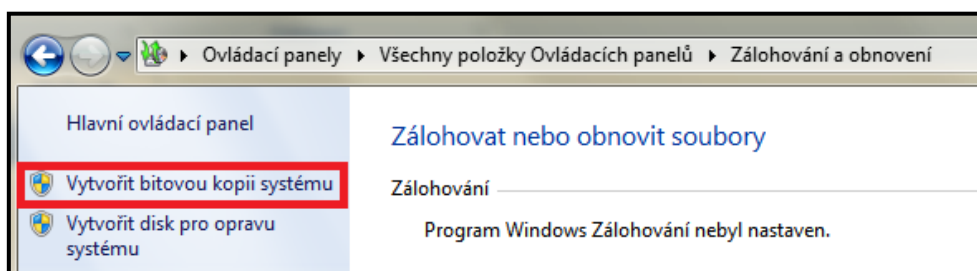 Ovládací panely ▸ Všechny položky Ovládacích panelů ▸ Zálohování a obnovení
Hlavní ovládací panel
Vytvořit bitovou kopii systému
Vytvořit disk pro opravu
systému
Zálohovat nebo obnovit soubory
Zálohování
Program Windows Zálohování nebyl nastaven.